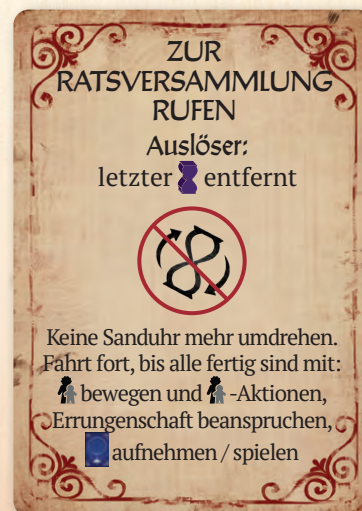 ZUR
RATSVERSAMMLUNG
RUFEN
Auslöser:
letzter entfernt
Keine Sanduhr mehr umdrehen.
Fahrt fort, bis alle fertig sind mit:
bewegen und -Aktionen,
Errungenschaft beanspruchen,
aufnehmen / spielen